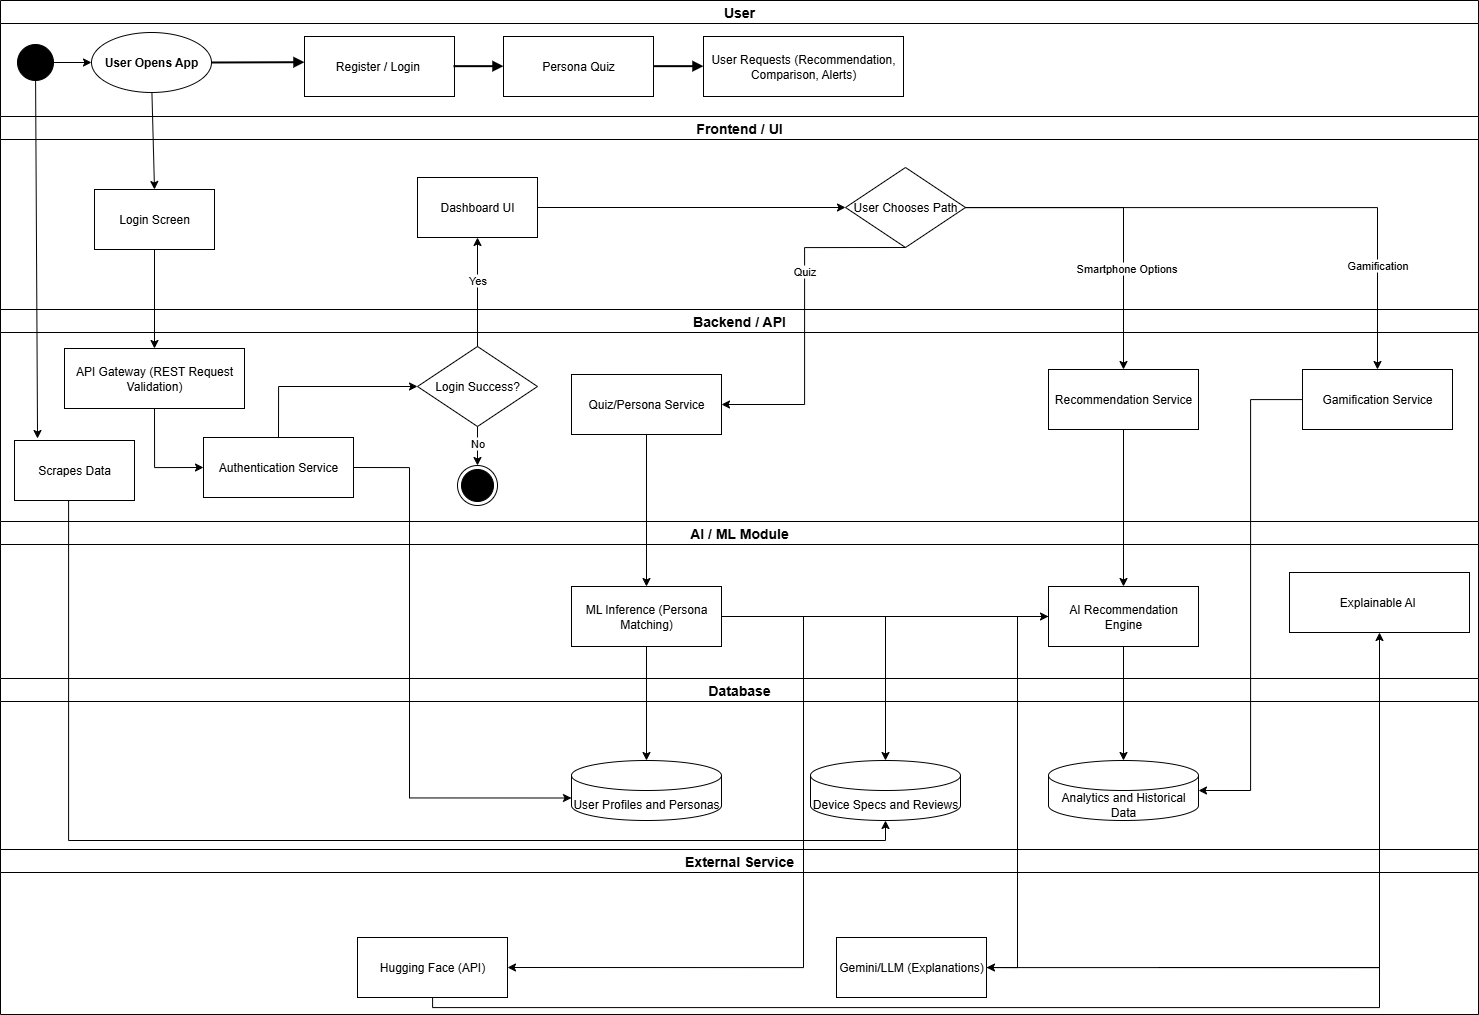 User
User Opens App
Register / Login
Persona Quiz
User Requests (Recommendation,
Comparison, Alerts)
Frontend / UI
Login Screen
Dashboard UI
User Chooses Path
Yes
Quiz
Smartphone Options
Gamification
Backend / API
API Gateway (REST Request
Validation)
Login Success?
Quiz/Persona Service
Recommendation Service
Gamification Service
Scrapes Data
Authentication Service
No
AI / ML Module
ML Inference (Persona
Matching)
AI Recommendation
Engine
Explainable AI
Database
User Profiles and Personas
Device Specs and Reviews
Analytics and Historical
Data
External Service
Hugging Face (API)
Gemini/LLM (Explanations)